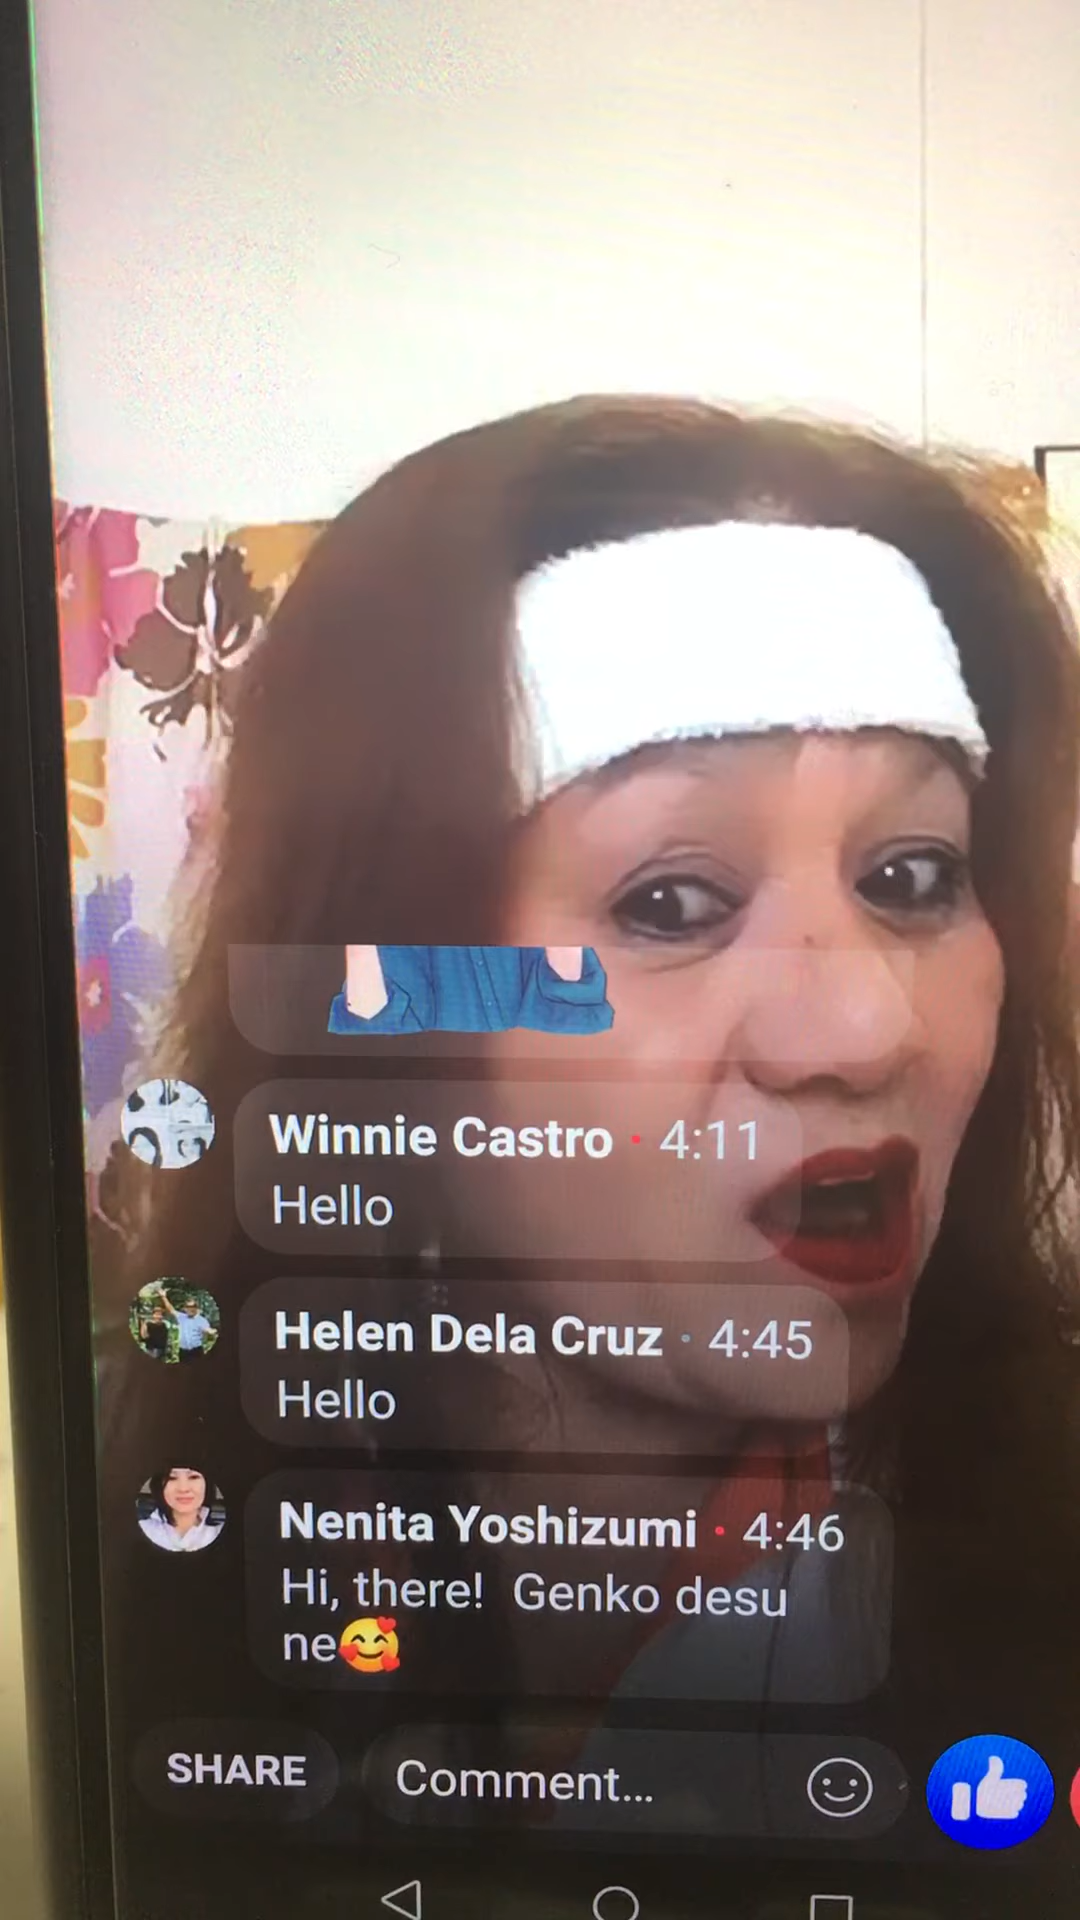 Winnie Castro · 4:11
Hello
Helen Dela Cruz · 4:45
Hello
Nenita Yoshizumi · 4:46
Hi, there!  Genko desu
ne🥰
SHARE
Comment...